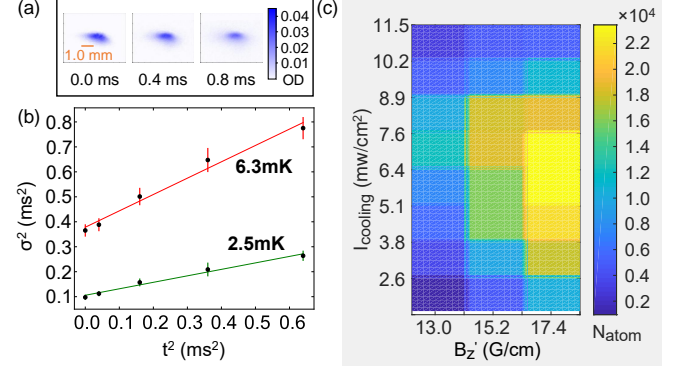 (a)
1.0 mm
0.0 ms
0.4 ms
0.8 ms
0.04
0.03
0.02
0.01
OD
(b)
0.8
0.7
0.6
0.5
0.4
0.3
0.2
0.1
σ² (ms²)
6.3mK
2.5mK
0.0 0.1 0.2 0.3 0.4 0.5 0.6
t² (ms²)
(c)
11.5
10.2
8.9
7.6
6.4
5.1
3.8
2.6
I_cooling (mw/cm²)
13.0 15.2 17.4
B_z' (G/cm)
×10⁴
2.2
2
1.8
1.6
1.4
1.2
1
0.8
0.6
0.4
0.2
N_atom